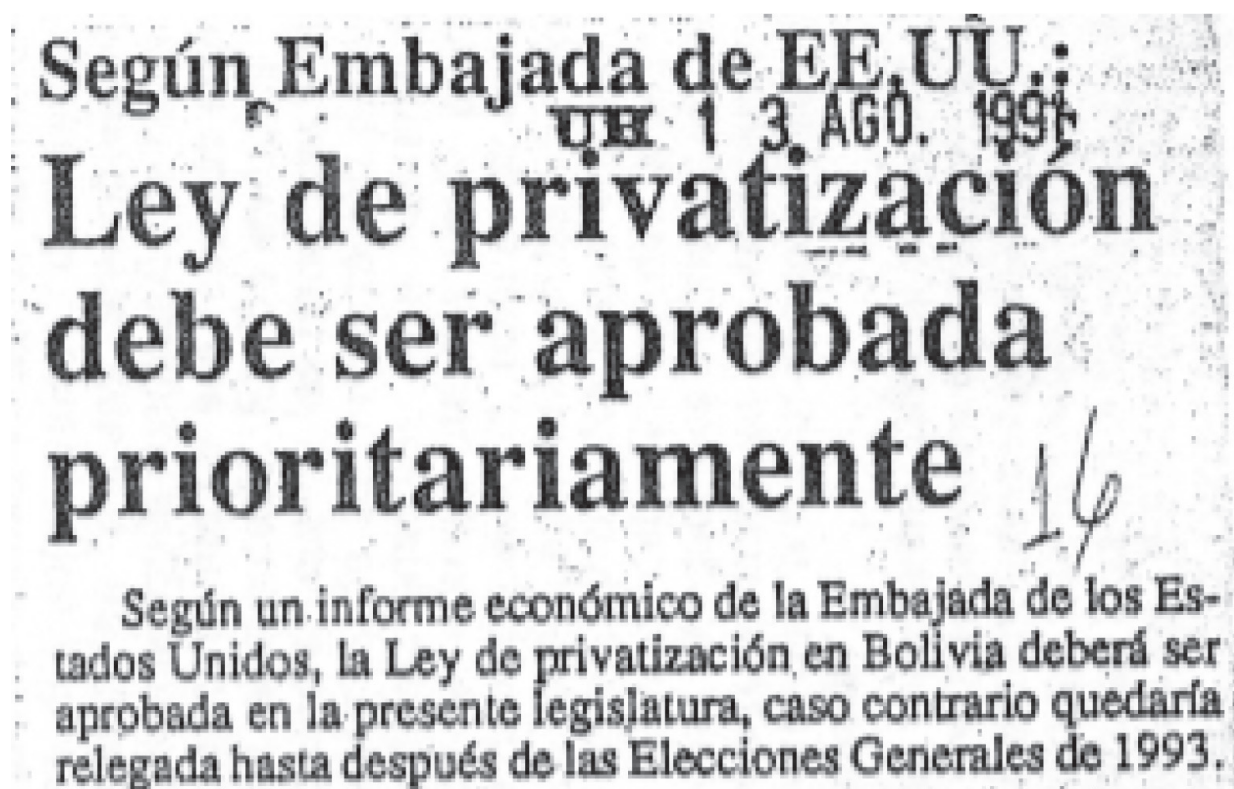 Según Embajada de EE.UU.:
UH 13 AGO. 1991
Ley de privatización
debe ser aprobada
prioritariamente
16
Según un informe económico de la Embajada de los Es-
tados Unidos, la Ley de privatización en Bolivia deberá ser
aprobada en la presente legislatura, caso contrario quedaría
relegada hasta después de las Elecciones Generales de 1993.